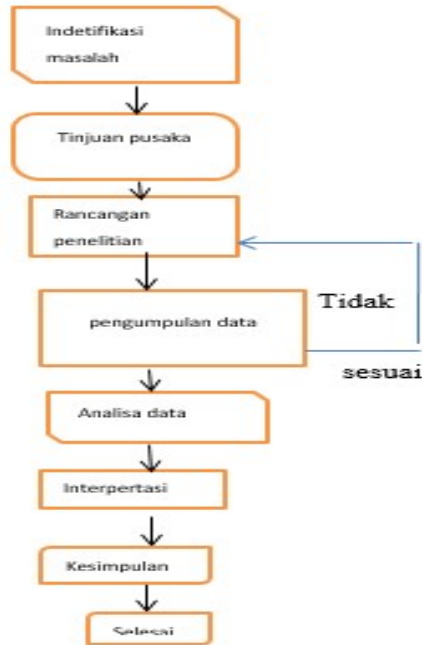 Indetifikasi
masalah
Tinjuan pusaka
Rancangan
penelitian
pengumpulan data
Tidak
sesuai
Analisa data
Interpertasi
Kesimpulan
Selesai